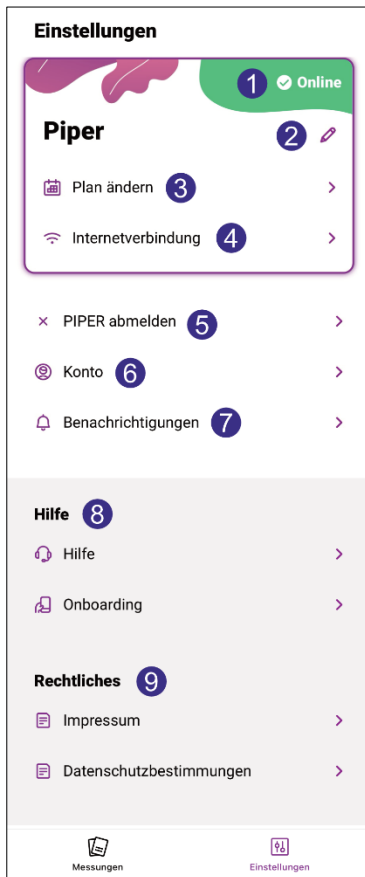 Einstellungen
1 Online
Piper 2
Plan ändern 3
Internetverbindung 4
PIPER abmelden 5
Konto 6
Benachrichtigungen 7
Hilfe 8
Hilfe
Onboarding
Rechtliches 9
Impressum
Datenschutzbestimmungen
Messungen Einstellungen